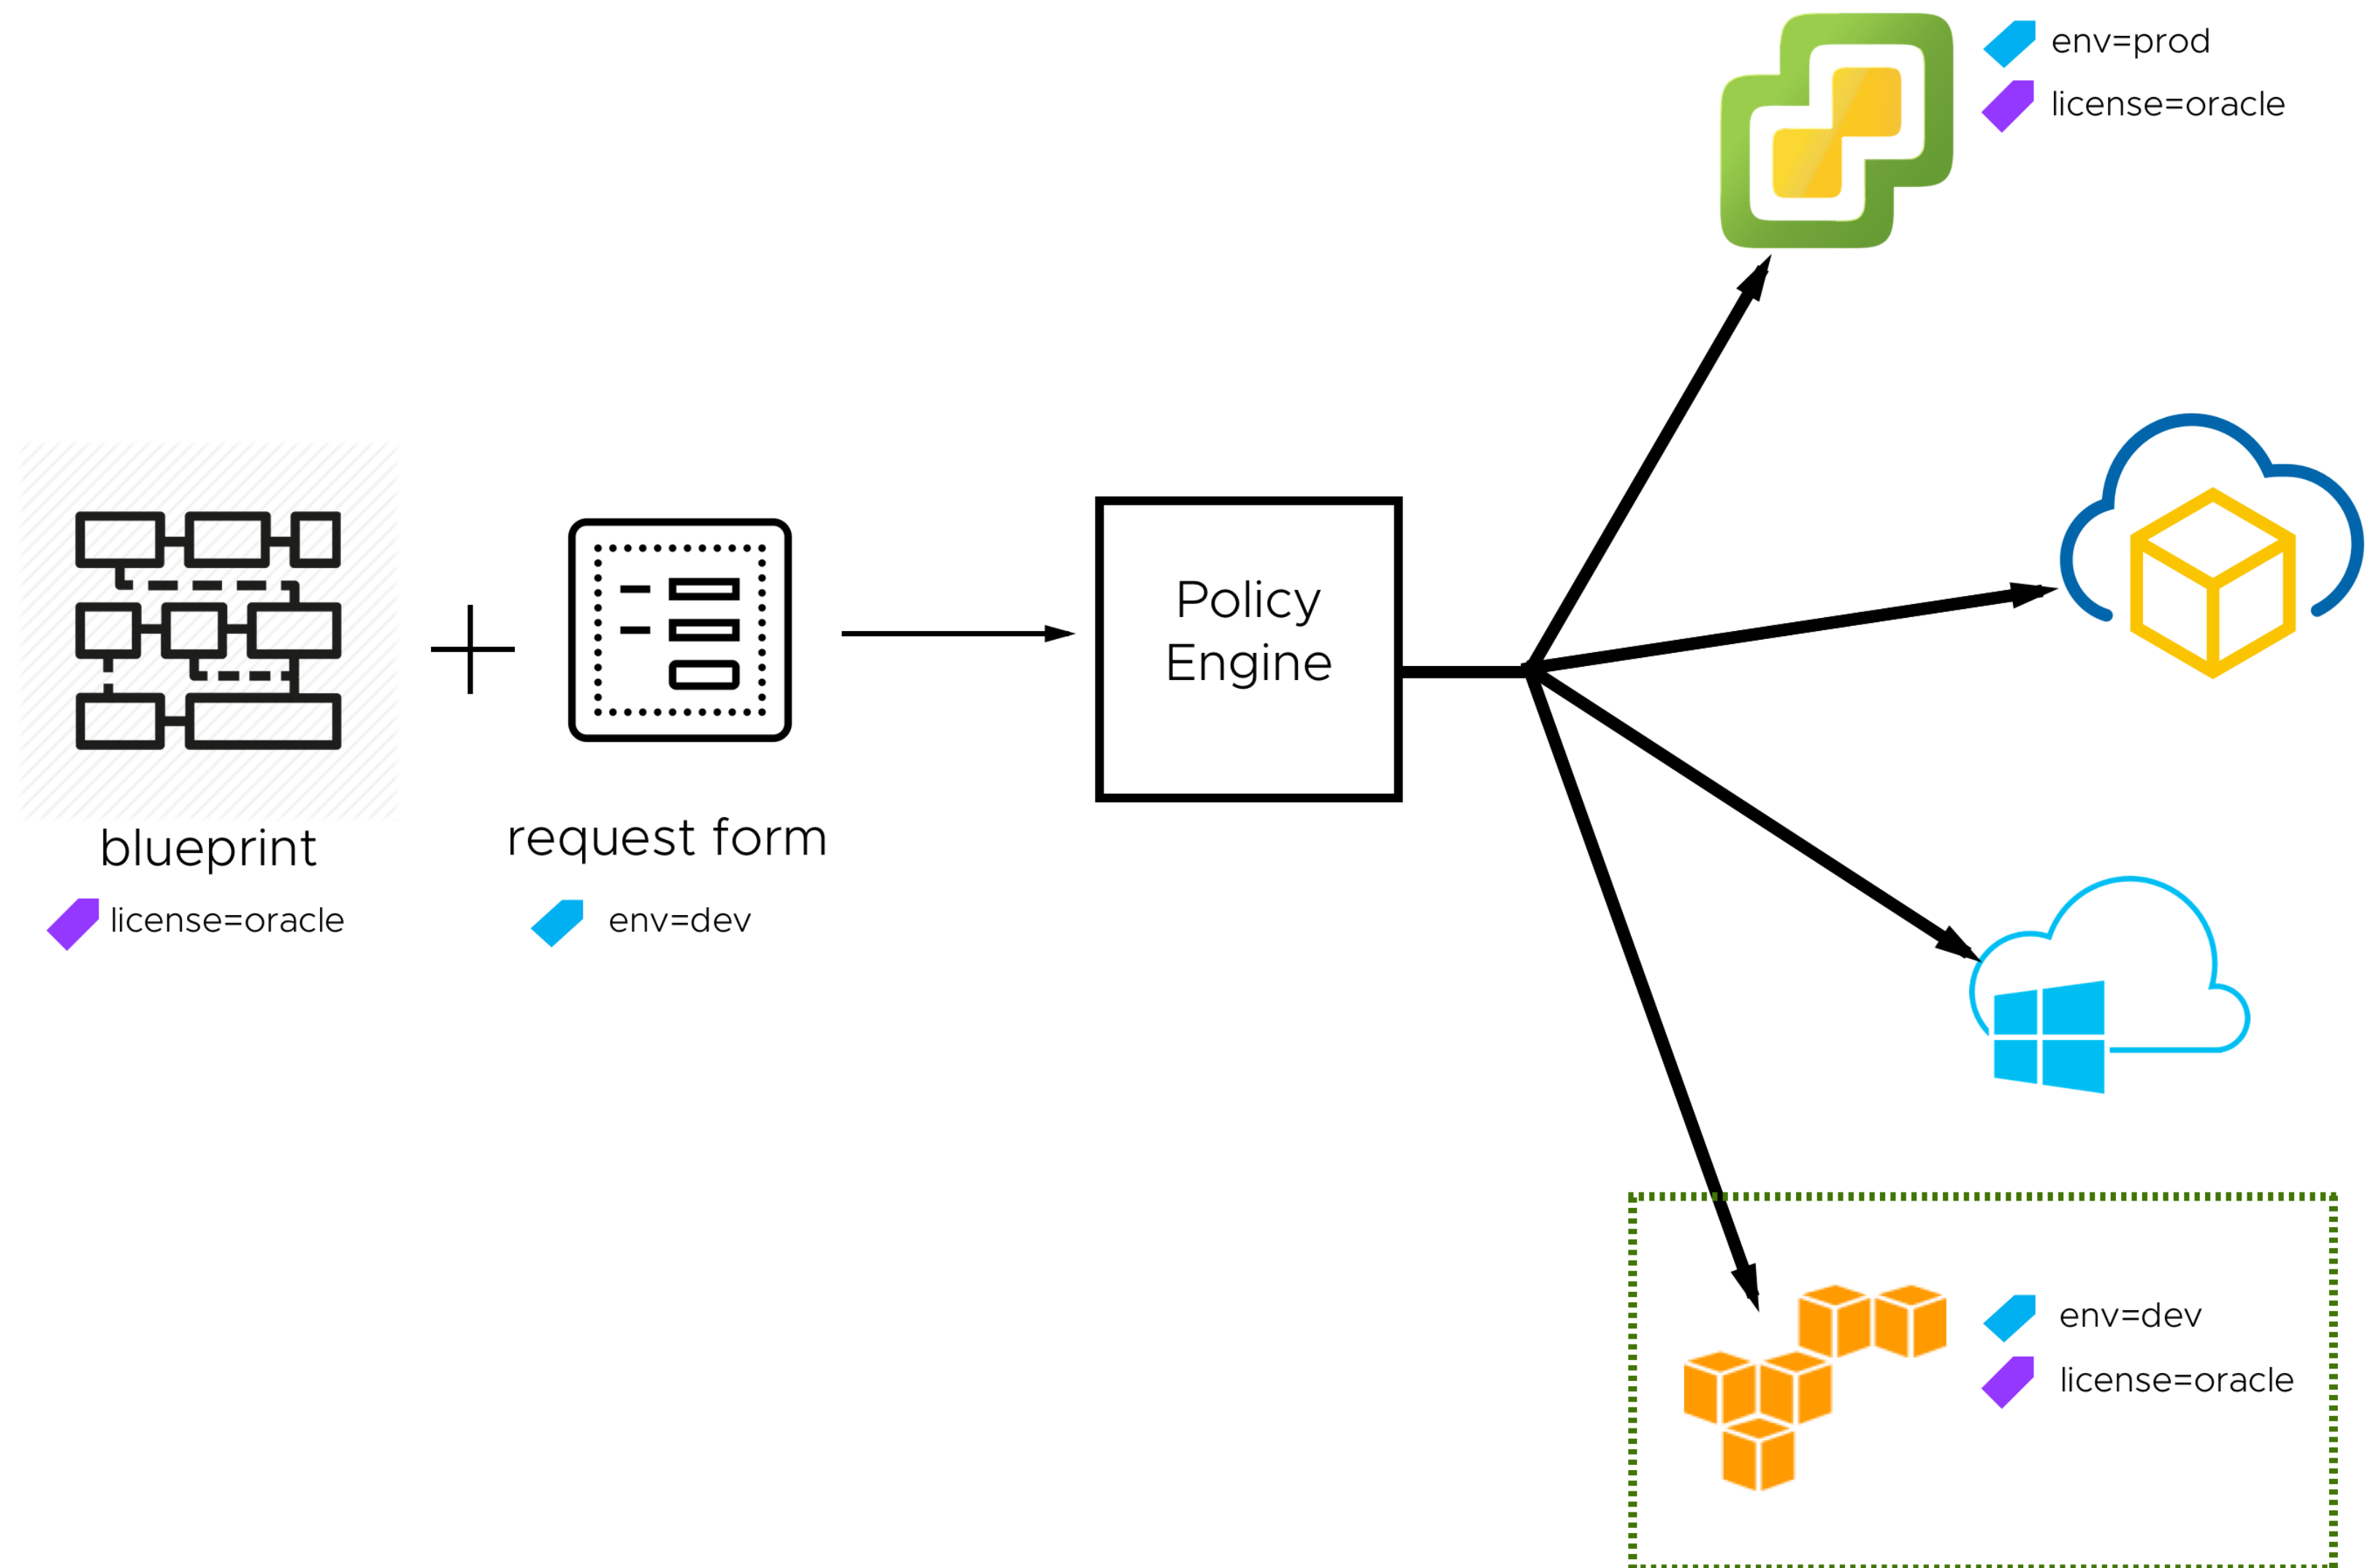 env=prod
license=oracle
Policy
Engine
blueprint
request form
license=oracle
env=dev
env=dev
license=oracle